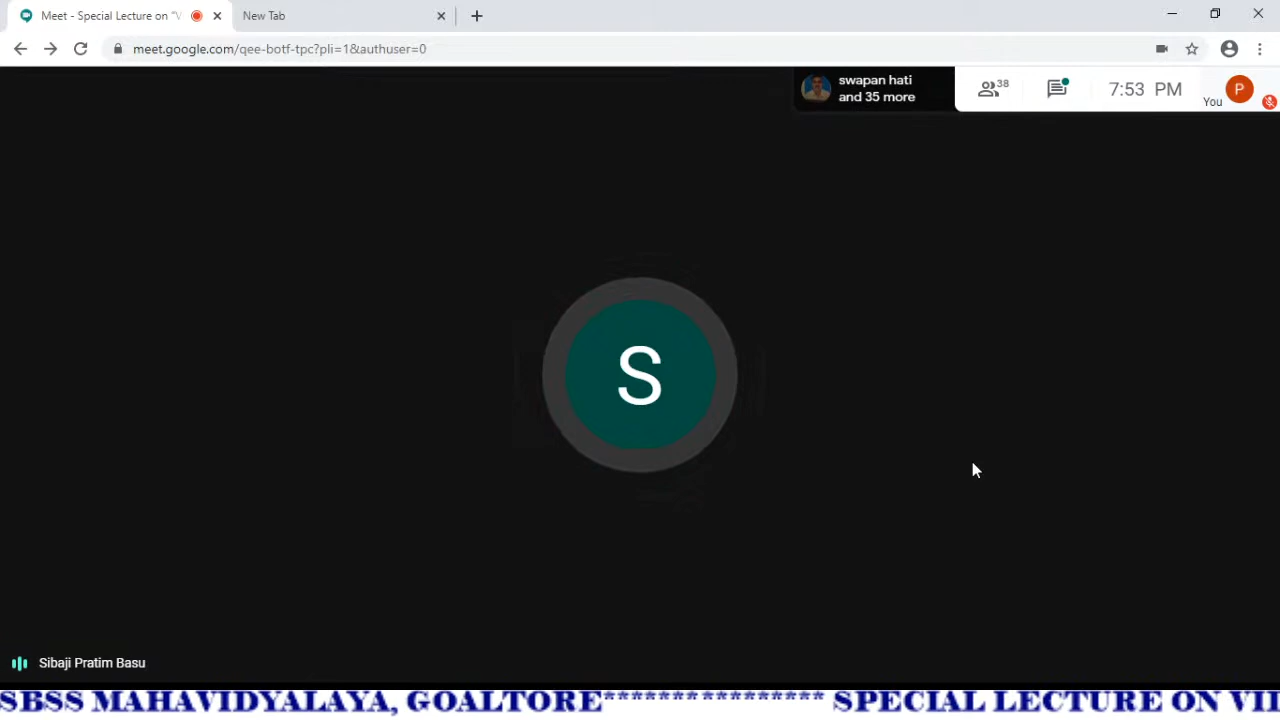 Meet - Special Lecture on "V
New Tab
meet.google.com/qee-botf-tpc?pli=1&authuser=0
swapan hati
and 35 more
38
7:53 PM
You
P
S
Sibaji Pratim Basu
SBSS MAHAVIDYALAYA, GOALTORE**************** SPECIAL LECTURE ON VI